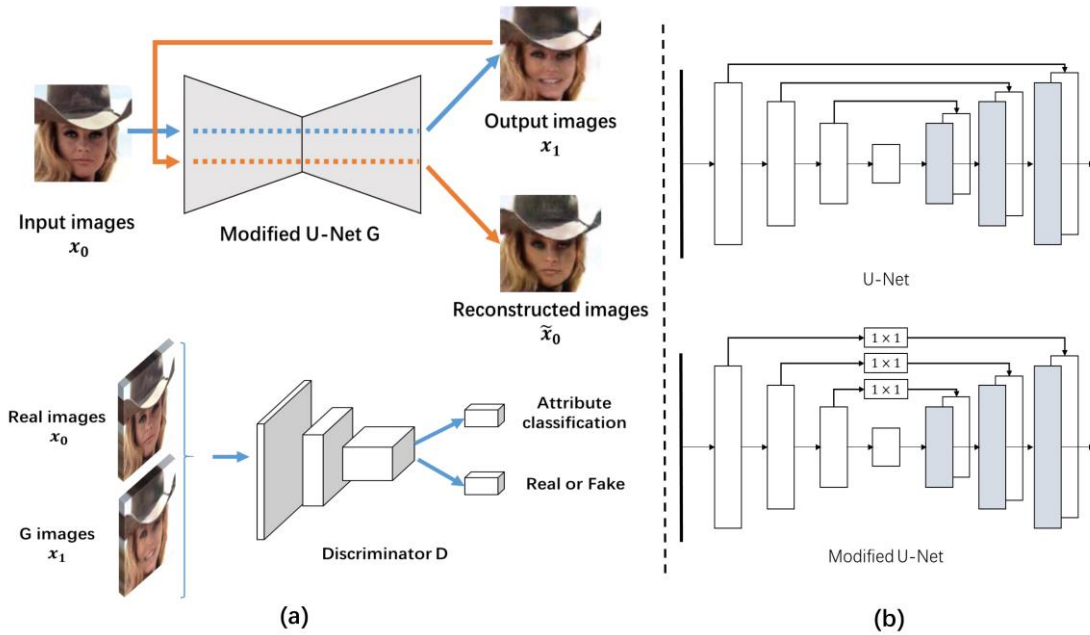 Input images
x₀
Modified U-Net G
Output images
x₁
Reconstructed images
x̃₀
Real images
x₀
G images
x₁
Discriminator D
Attribute
classification
Real or Fake
(a)
U-Net
1 × 1
1 × 1
1 × 1
Modified U-Net
(b)